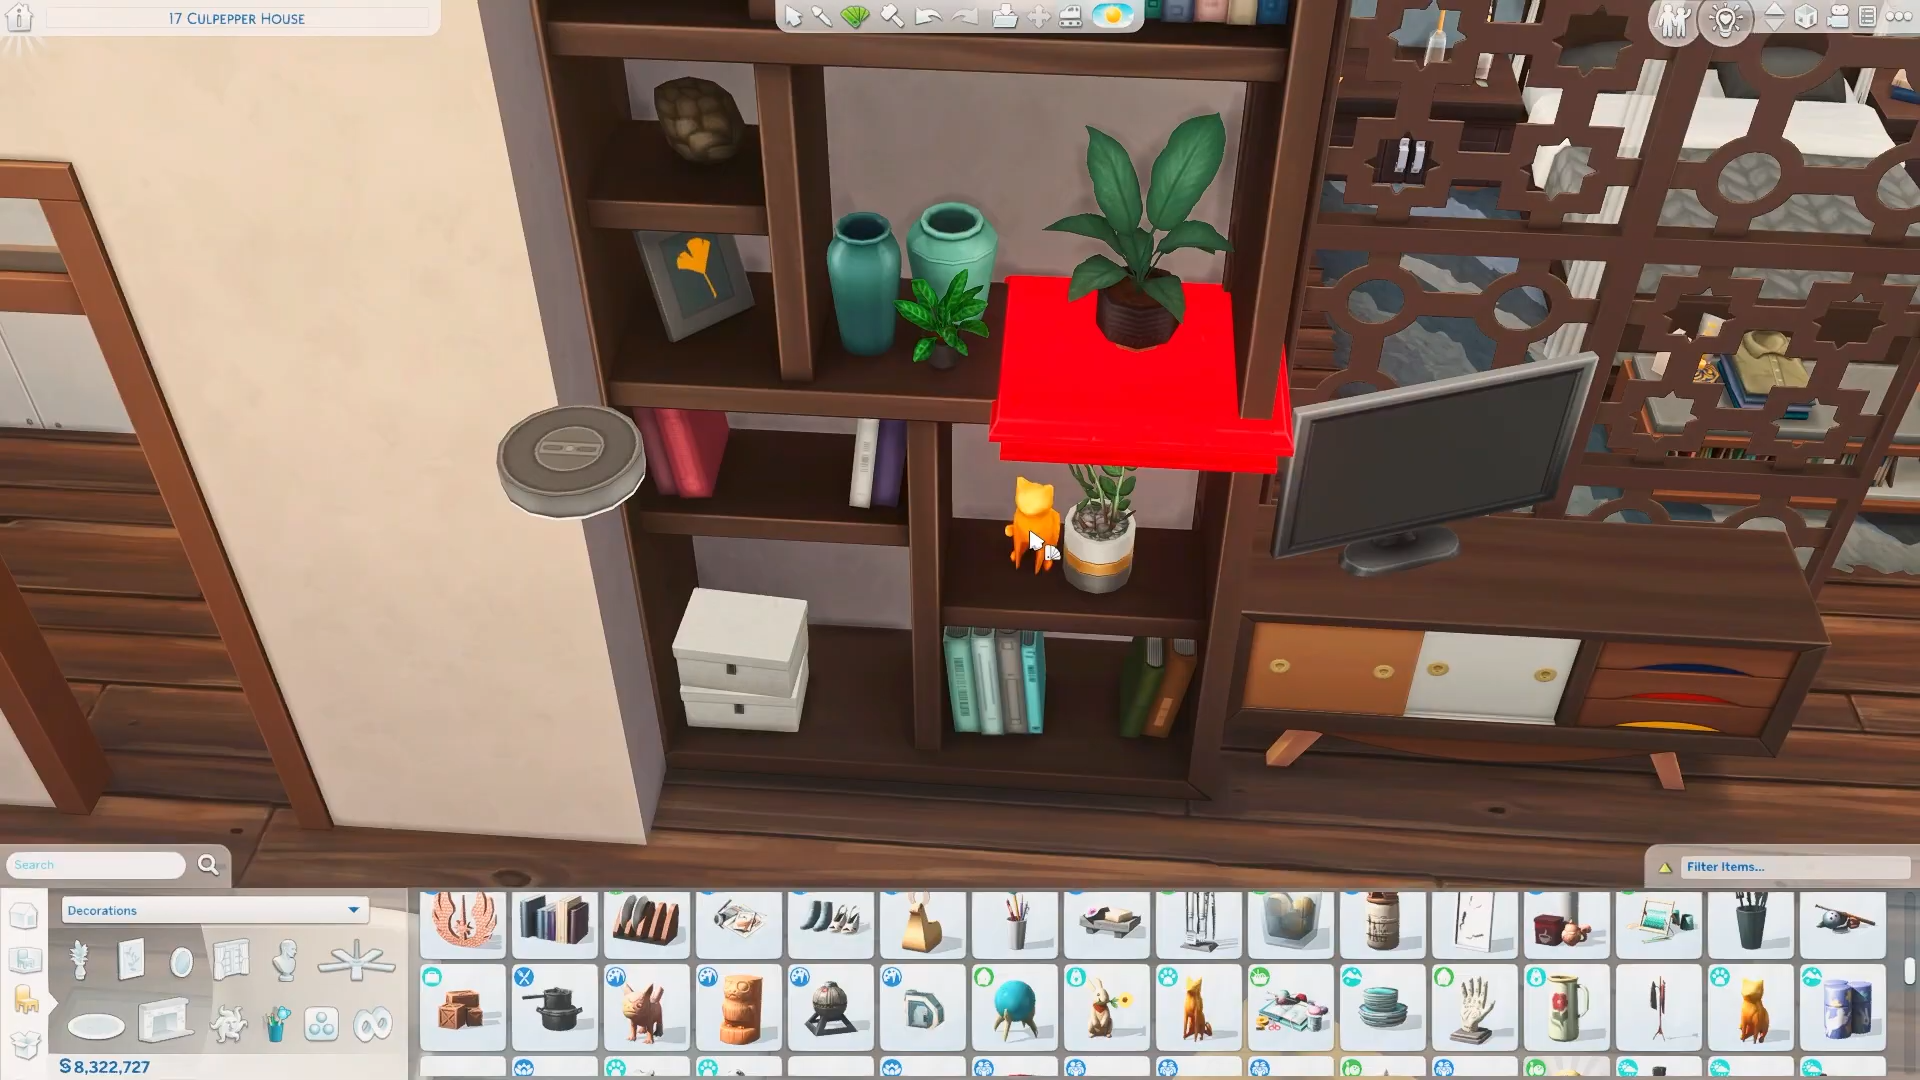 17 Culpepper House
Search
Filter Items...
Decorations
§8,322,727